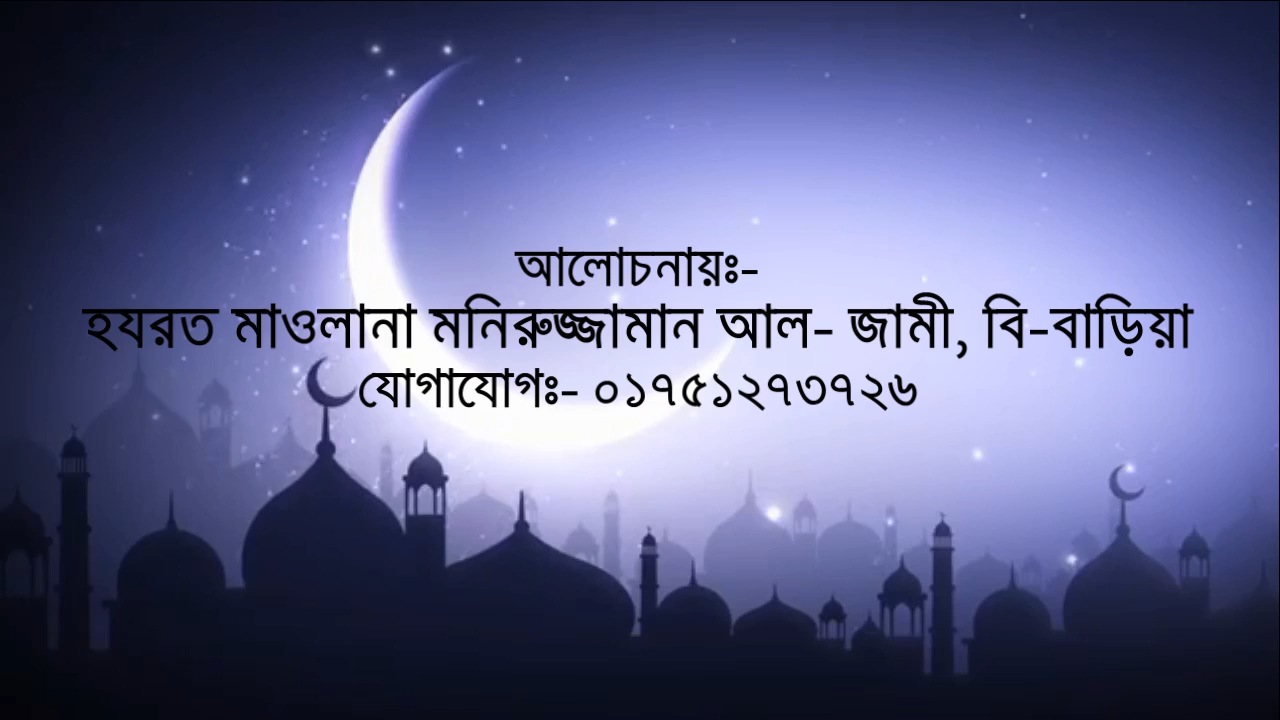 আলোচনায়ঃ-
হযরত মাওলানা মনিরুজ্জামান আল- জামী, বি-বাড়িয়া
যোগাযোগঃ- ০১৭৫১২৭৩৭২৬